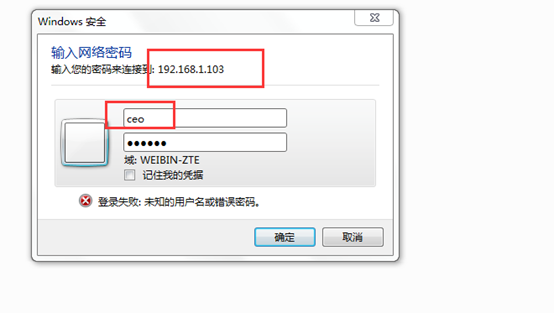 Windows 安全
输入网络密码
输入您的密码来连接到: 192.168.1.103
ceo
●●●●●●
域: WEIBIN-ZTE
记住我的凭据
登录失败: 未知的用户名或错误密码。
确定
取消